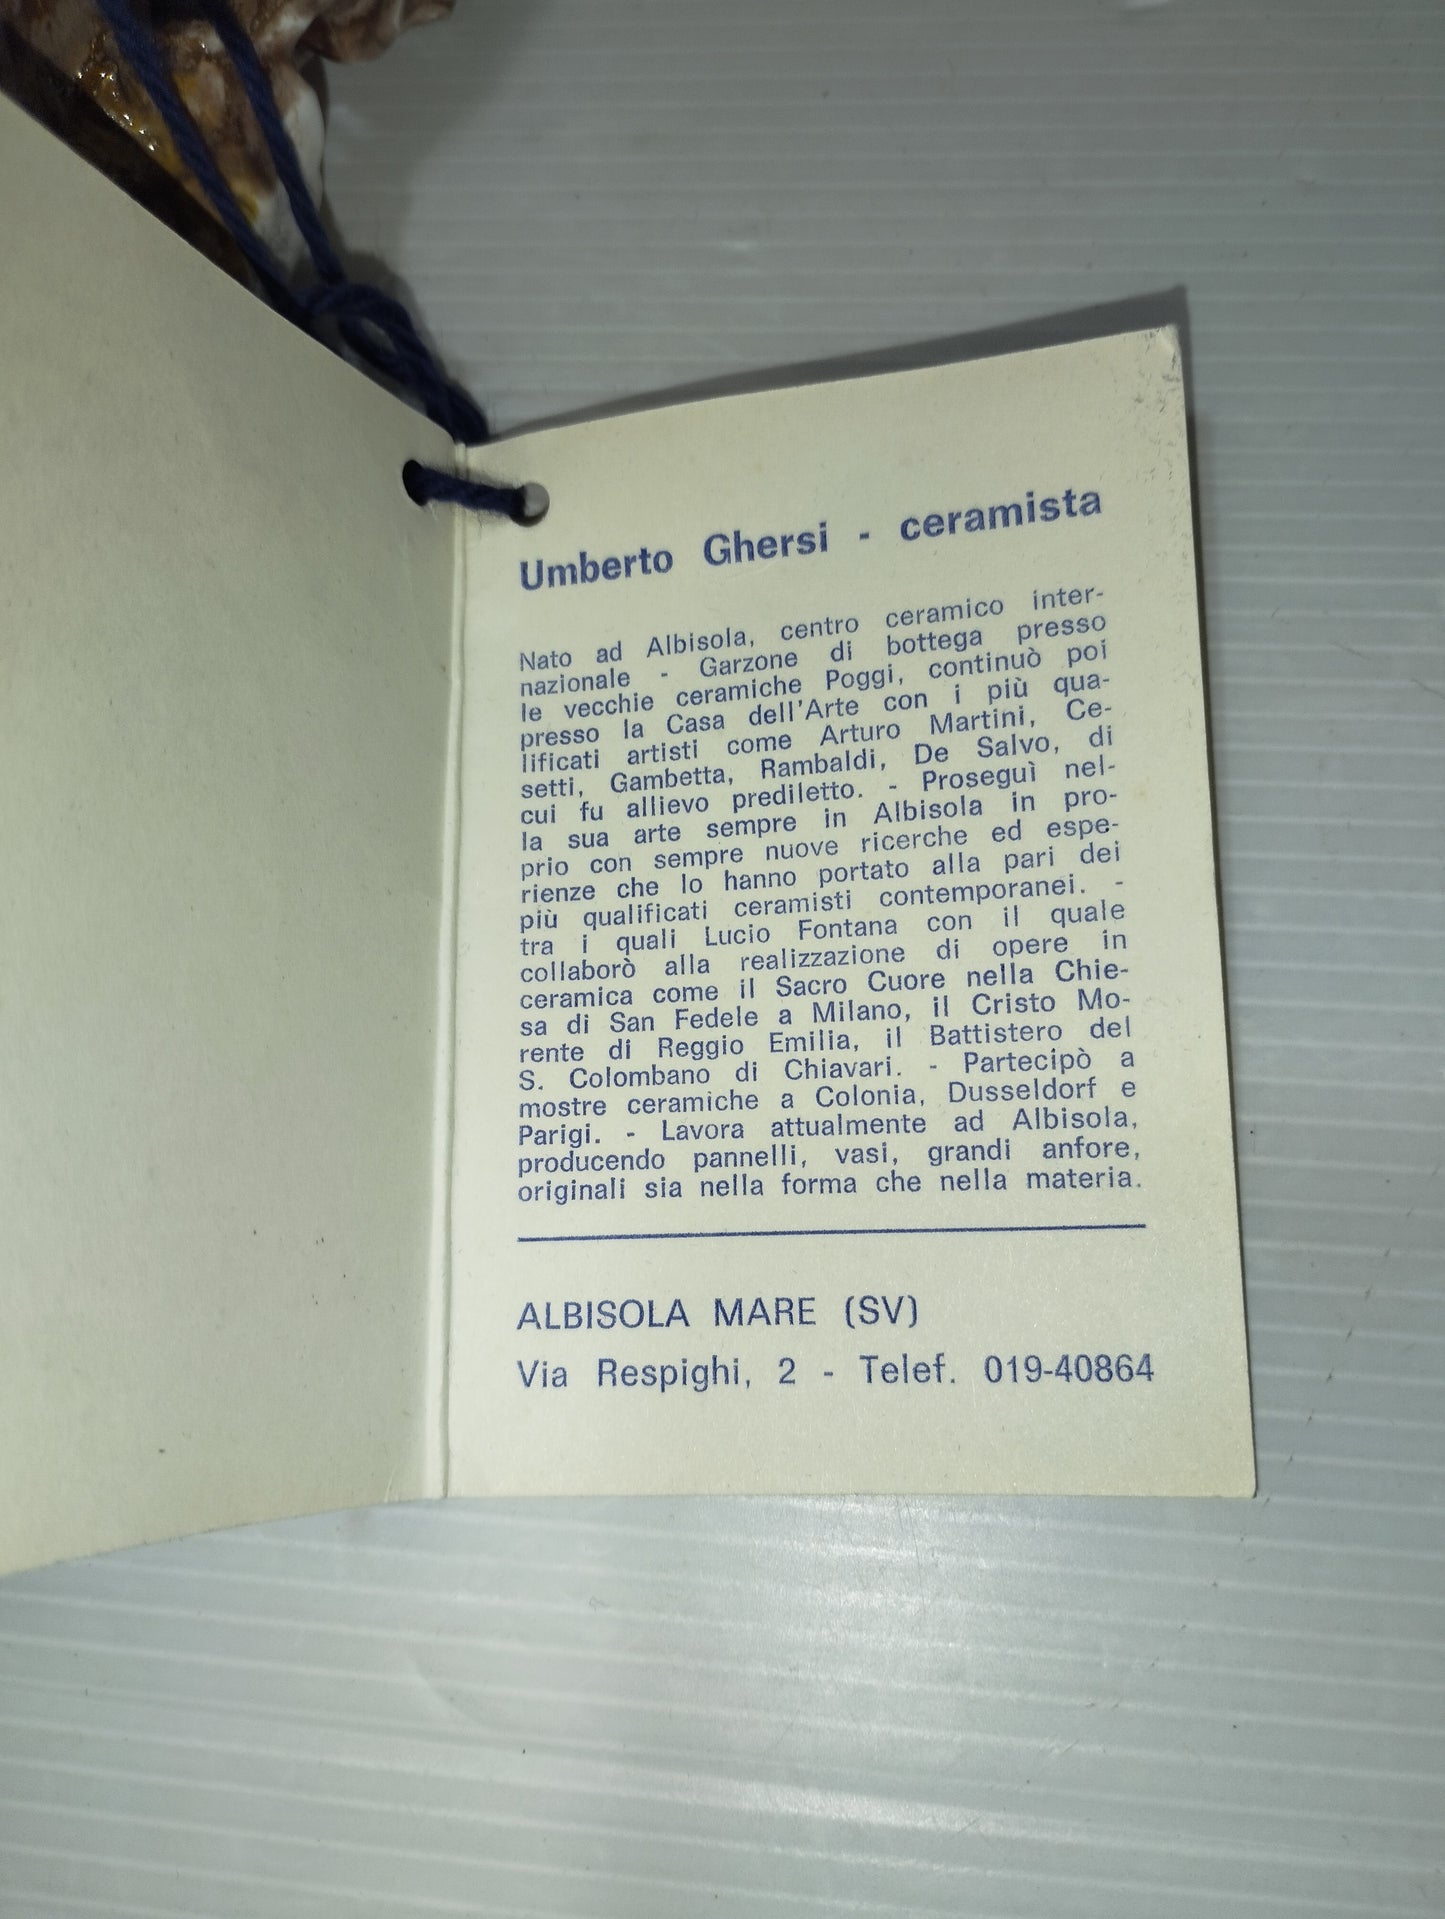 Umberto Ghersi - ceramista
Nato ad Albisola, centro ceramico inter-
nazionale - Garzone di bottega presso
le vecchie ceramiche Poggi, continuò poi
presso la Casa dell'Arte con i più qua-
lificati artisti come Arturo Martini, Ce-
setti, Gambetta, Rambaldi, De Salvo, di
cui fu allievo prediletto. - Proseguì nel-
la sua arte sempre in Albisola in pro-
prio con sempre nuove ricerche ed espe-
rienze che lo hanno portato alla pari dei
più qualificati ceramisti contemporanei. -
tra i quali Lucio Fontana con il quale
collaborò alla realizzazione di opere in
ceramica come il Sacro Cuore nella Chie-
sa di San Fedele a Milano, il Cristo Mo-
rente di Reggio Emilia, il Battistero del
S. Colombano di Chiavari. - Partecipò a
mostre ceramiche a Colonia, Dusseldorf e
Parigi. - Lavora attualmente ad Albisola,
producendo pannelli, vasi, grandi anfore,
originali sia nella forma che nella materia.
ALBISOLA MARE (SV)
Via Respighi, 2 - Telef. 019-40864